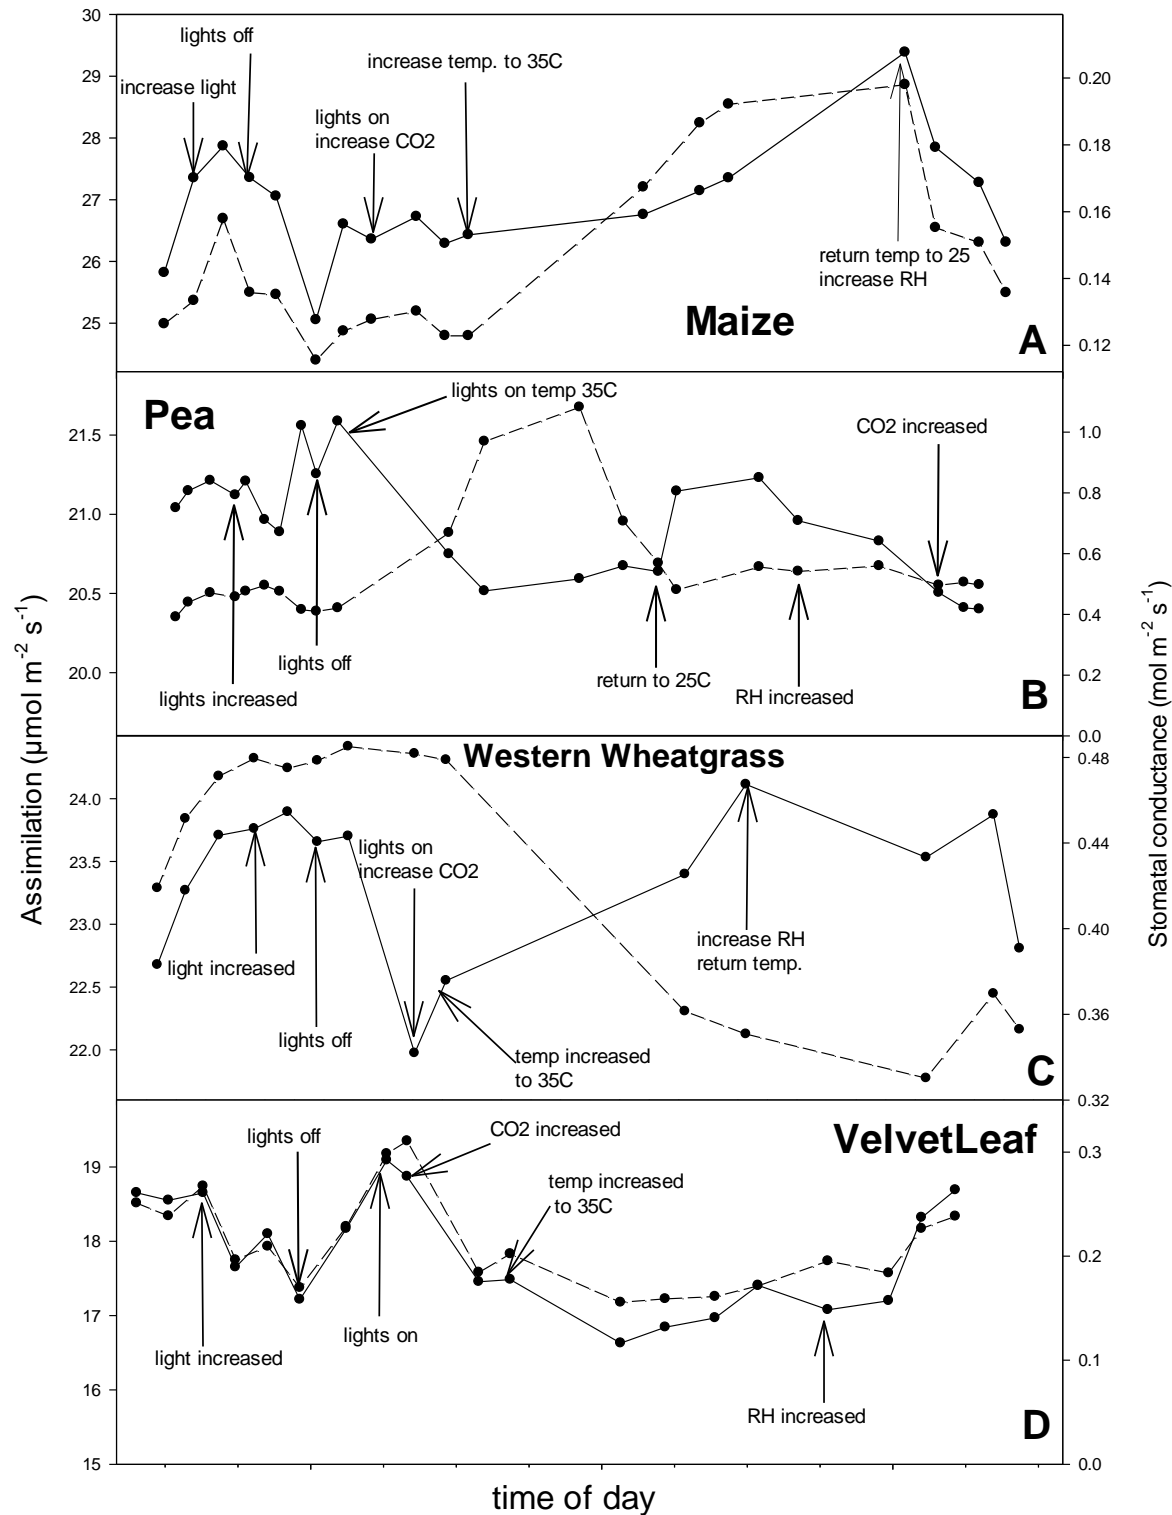 30
29
28
27
26
25
0.20
0.18
0.16
0.14
0.12
lights off
increase light
increase temp. to 35C
lights on
increase CO2
return temp to 25
increase RH
Maize
A
21.5
21.0
20.5
20.0
1.0
0.8
0.6
0.4
0.2
0.0
Pea
lights on temp 35C
CO2 increased
lights off
lights increased
return to 25C
RH increased
B
24.0
23.5
23.0
22.5
22.0
0.48
0.44
0.40
0.36
0.32
Western Wheatgrass
lights on
increase CO2
light increased
lights off
increase RH
return temp.
temp increased
to 35C
C
19
18
17
16
15
0.3
0.2
0.1
0.0
lights off
CO2 increased
VelvetLeaf
temp increased
to 35C
lights on
light increased
RH increased
D
Assimilation (µmol m-2 s-1)
Stomatal conductance (mol m-2 s-1)
time of day